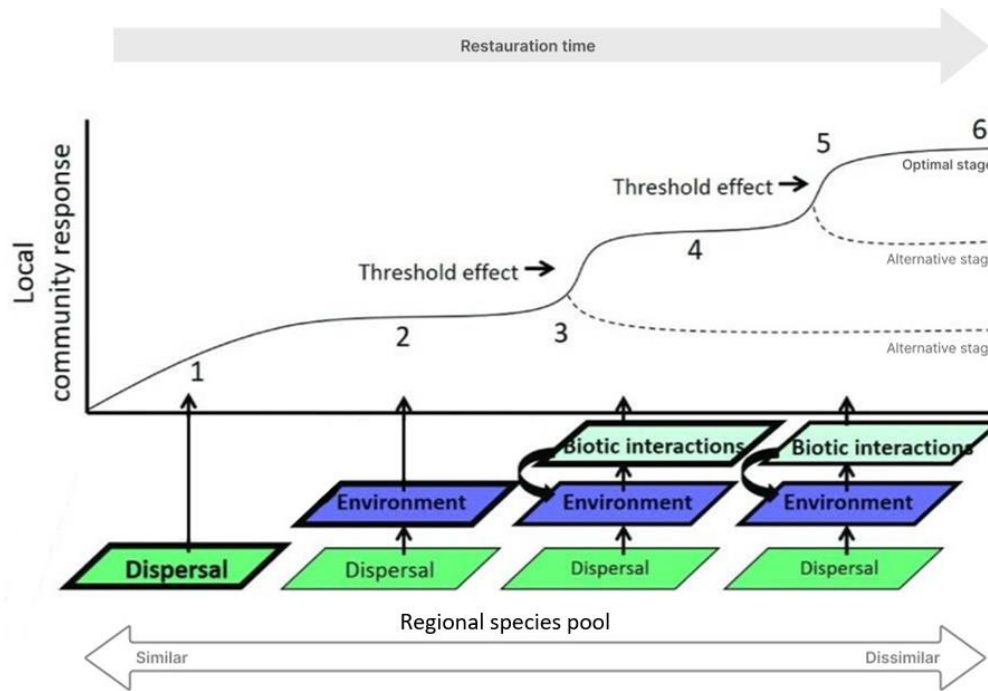 Restauration time
Local
community response
6
5
Optimal stage
Threshold effect
4
Alternative stag
Threshold effect
2
3
Alternative stag
1
Biotic interactions
Biotic interactions
Environment
Environment
Environment
Dispersal
Dispersal
Dispersal
Dispersal
Regional species pool
Similar
Dissimilar